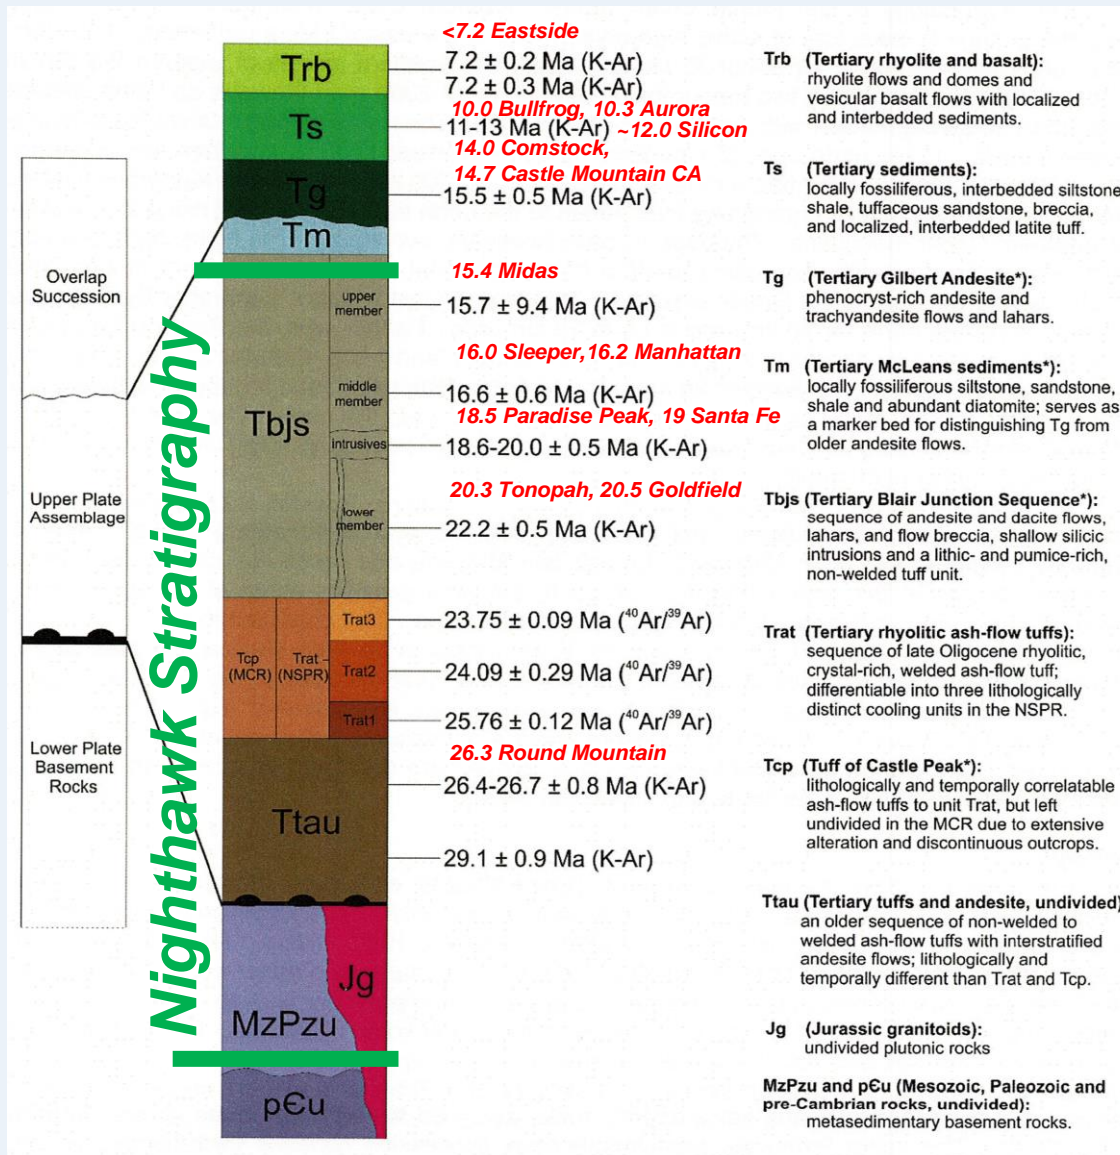 <7.2 Eastside
7.2 ± 0.2 Ma (K-Ar)
7.2 ± 0.3 Ma (K-Ar)
10.0 Bullfrog, 10.3 Aurora
11-13 Ma (K-Ar) ~12.0 Silicon
14.0 Comstock,
14.7 Castle Mountain CA
15.5 ± 0.5 Ma (K-Ar)
15.4 Midas
15.7 ± 9.4 Ma (K-Ar)
16.0 Sleeper,16.2 Manhattan
16.6 ± 0.6 Ma (K-Ar)
18.5 Paradise Peak, 19 Santa Fe
18.6-20.0 ± 0.5 Ma (K-Ar)
20.3 Tonopah, 20.5 Goldfield
22.2 ± 0.5 Ma (K-Ar)
23.75 ± 0.09 Ma (⁴⁰Ar/³⁹Ar)
24.09 ± 0.29 Ma (⁴⁰Ar/³⁹Ar)
25.76 ± 0.12 Ma (⁴⁰Ar/³⁹Ar)
26.3 Round Mountain
26.4-26.7 ± 0.8 Ma (K-Ar)
29.1 ± 0.9 Ma (K-Ar)
Trb
Ts
Tg
Tm
Tbjs
upper
member
middle
member
intrusives
lower
member
Tcp
(MCR)
Trat -
(NSPR)
Trat3
Trat2
Trat1
Ttau
Jg
MzPzu
pЄu
Overlap
Succession
Upper Plate
Assemblage
Lower Plate
Basement
Rocks
Nighthawk Stratigraphy
Trb (Tertiary rhyolite and basalt):
rhyolite flows and domes and
vesicular basalt flows with localized
and interbedded sediments.
Ts (Tertiary sediments):
locally fossiliferous, interbedded siltstone
shale, tuffaceous sandstone, breccia,
and localized, interbedded latite tuff.
Tg (Tertiary Gilbert Andesite*):
phenocryst-rich andesite and
trachyandesite flows and lahars.
Tm (Tertiary McLeans sediments*):
locally fossiliferous siltstone, sandstone,
shale and abundant diatomite; serves as
a marker bed for distinguishing Tg from
older andesite flows.
Tbjs (Tertiary Blair Junction Sequence*):
sequence of andesite and dacite flows,
lahars, and flow breccia, shallow silicic
intrusions and a lithic- and pumice-rich,
non-welded tuff unit.
Trat (Tertiary rhyolitic ash-flow tuffs):
sequence of late Oligocene rhyolitic,
crystal-rich, welded ash-flow tuff;
differentiable into three lithologically
distinct cooling units in the NSPR.
Tcp (Tuff of Castle Peak*):
lithologically and temporally correlatable
ash-flow tuffs to unit Trat, but left
undivided in the MCR due to extensive
alteration and discontinuous outcrops.
Ttau (Tertiary tuffs and andesite, undivided)
an older sequence of non-welded to
welded ash-flow tuffs with interstratified
andesite flows; lithologically and
temporally different than Trat and Tcp.
Jg (Jurassic granitoids):
undivided plutonic rocks
MzPzu and pЄu (Mesozoic, Paleozoic and
pre-Cambrian rocks, undivided):
metasedimentary basement rocks.